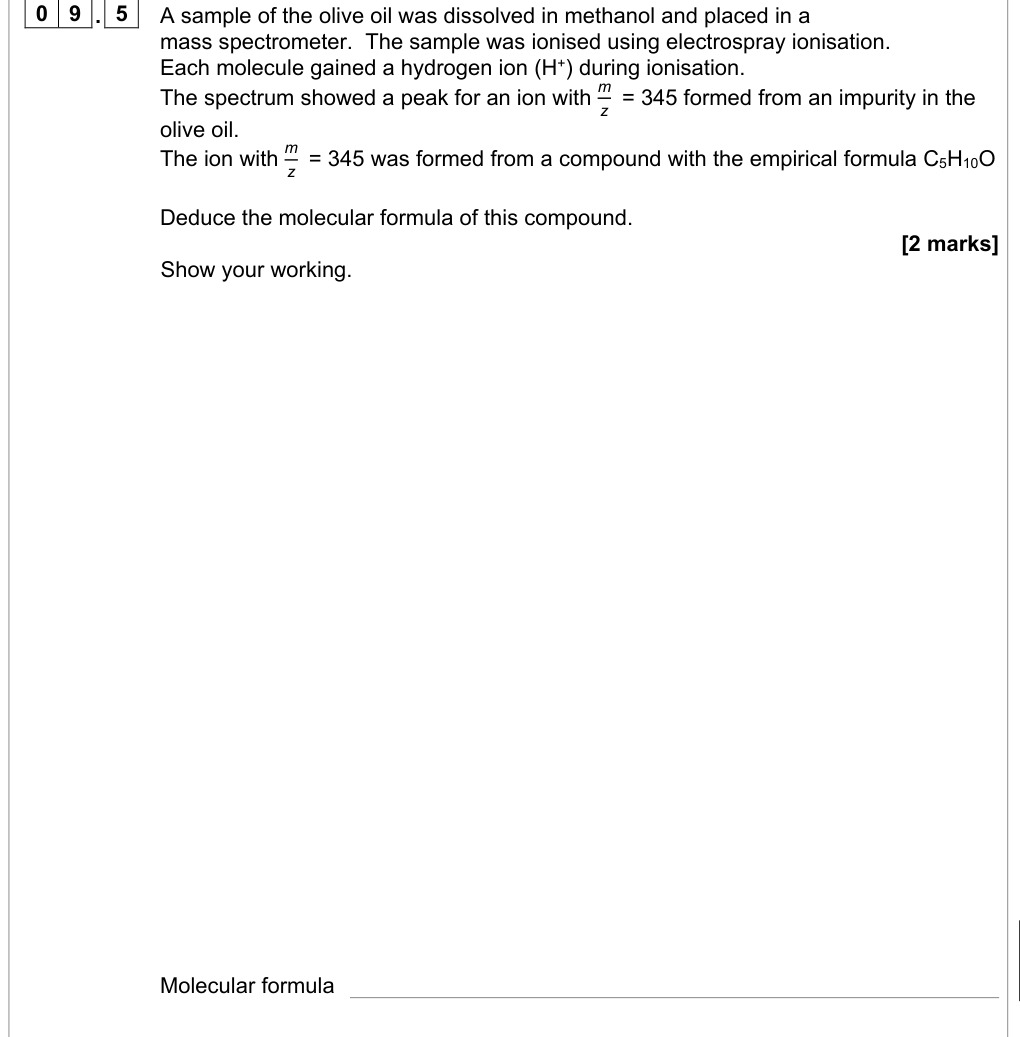 0 9 . 5 A sample of the olive oil was dissolved in methanol and placed in a
mass spectrometer. The sample was ionised using electrospray ionisation.
Each molecule gained a hydrogen ion (H⁺) during ionisation.
The spectrum showed a peak for an ion with m/z = 345 formed from an impurity in the
olive oil.
The ion with m/z = 345 was formed from a compound with the empirical formula C₅H₁₀O
Deduce the molecular formula of this compound.
[2 marks]
Show your working.
Molecular formula